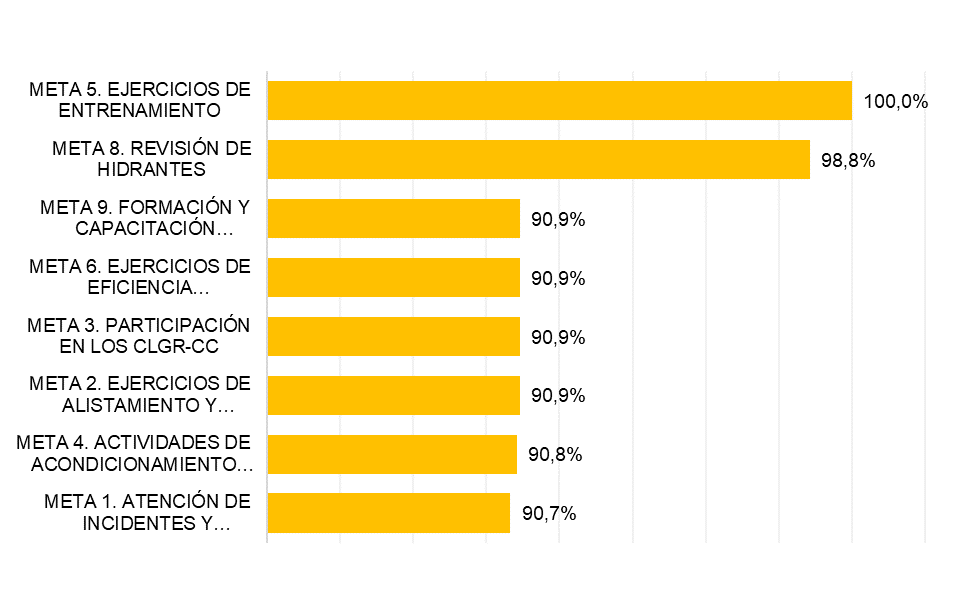 META 5. EJERCICIOS DE
ENTRENAMIENTO
100,0%
META 8. REVISIÓN DE
HIDRANTES
98,8%
META 9. FORMACIÓN Y
CAPACITACIÓN…
90,9%
META 6. EJERCICIOS DE
EFICIENCIA…
90,9%
META 3. PARTICIPACIÓN
EN LOS CLGR-CC
90,9%
META 2. EJERCICIOS DE
ALISTAMIENTO Y…
90,9%
META 4. ACTIVIDADES DE
ACONDICIONAMIENTO…
90,8%
META 1. ATENCIÓN DE
INCIDENTES Y…
90,7%